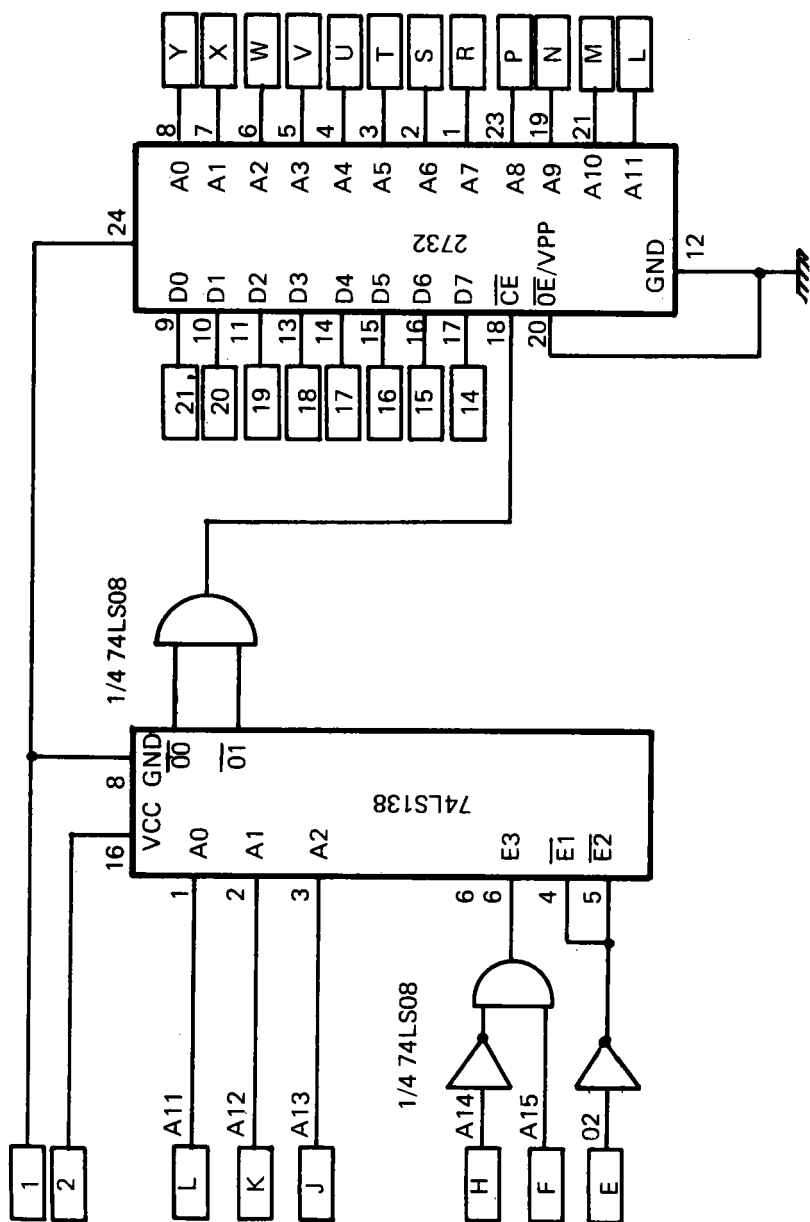 1
2
L A11
K A12
J A13
H A14
F A15
E 02
1/4 74LS08
16 VCC
8 GND
1 A0
2 A1
3 A2
6
6 E3
4 E1
5 E2
74LS138
00
01
1/4 74LS08
24
21, 9 D0
20 10 D1
19 11 D2
18 13 D3
17 14 D4
16 15 D5
15 16 D6
14 17 D7
18 CE
20 OE/VPP
2732
GND 12
A0 8 Y
A1 7 X
A2 6 W
A3 5 V
A4 4 U
A5 3 T
A6 2 S
A7 1 R
A8 23 P
A9 19 N
A10 21 M
A11 L